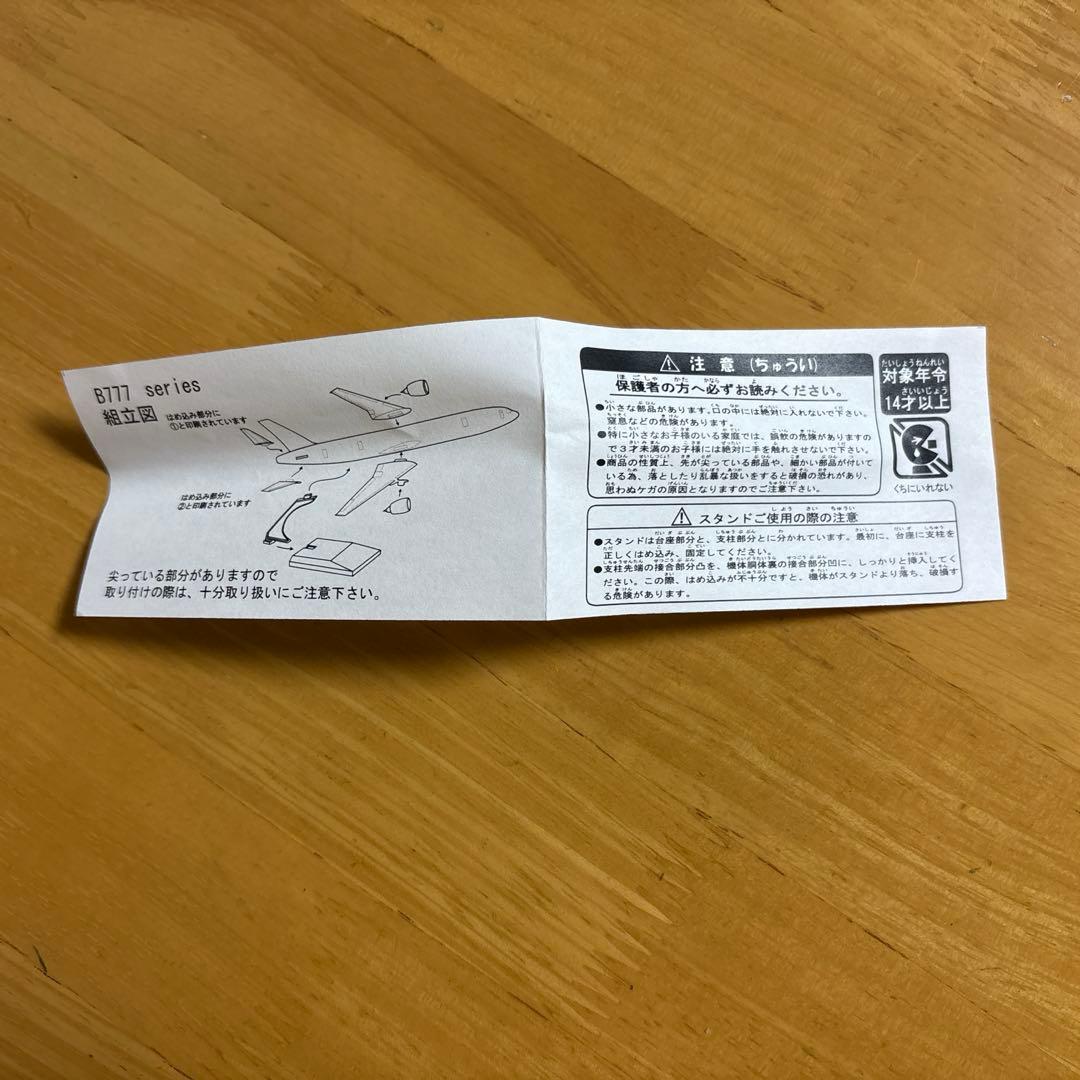 B777 series
組立図
はめ込み部分に
①と印刷されています
はめ込み部分に
②と印刷されています
尖っている部分がありますので
取り付けの際は、十分取り扱いにご注意下さい。
⚠ 注意 (ちゅうい)
保護者の方へ必ずお読みください。
●小さな部品があります。口の中には絶対に入れないで下さい。
窒息などの危険があります。
●特に小さなお子様のいる家庭では、誤飲の危険がありますの
で3才未満のお子様には絶対に手を触れさせないで下さい。
●商品の性質上、先が尖っている部品や、細かい部品が付いて
いる為、落としたり乱暴な扱いをすると破損の恐れがあり、
思わぬケガの原因となりますのでご注意下さい。
たいしょうねんれい
対象年令
さいいじょう
14才以上
くちにいれない
⚠ スタンドご使用の際の注意
●スタンドは台座部分と、支柱部分とに分かれています。最初に、台座に支柱を
正しくはめ込み、固定してください。
●支柱先端の接合部分凸を、機体胴体裏の接合部分凹に、しっかりと挿入してく
ださい。この際、はめ込みが不十分ですと、機体がスタンドより落ち、破損す
る危険があります。